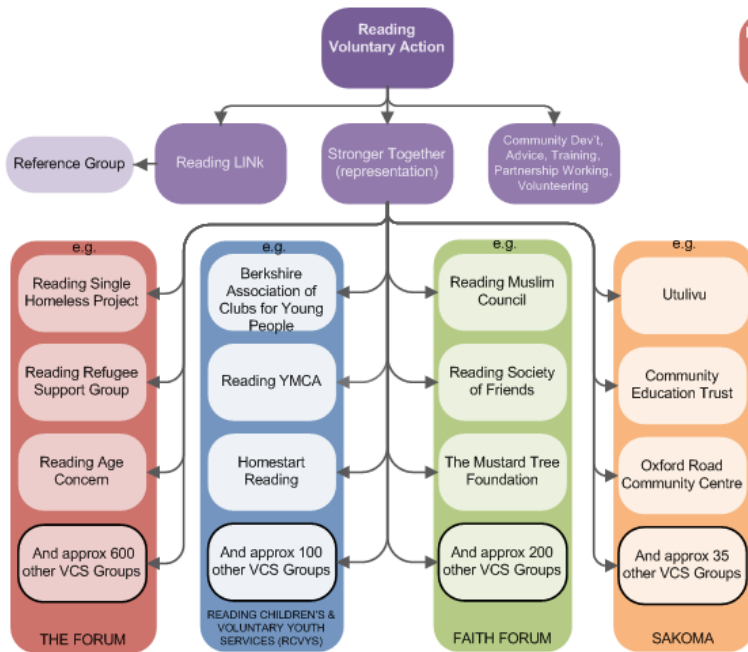 Reading
Voluntary Action
Reference Group
Reading LINk
Stronger Together
(representation)
Community Dev't,
Advice, Training,
Partnership Working,
Volunteering
e.g.
Reading Single
Homeless Project
Reading Refugee
Support Group
Reading Age
Concern
And approx 600
other VCS Groups
THE FORUM
e.g.
Berkshire
Association of
Clubs for Young
People
Reading YMCA
Homestart
Reading
And approx 100
other VCS Groups
READING CHILDREN'S &
VOLUNTARY YOUTH
SERVICES (RCVYS)
e.g.
Reading Muslim
Council
Reading Society
of Friends
The Mustard Tree
Foundation
And approx 200
other VCS Groups
FAITH FORUM
e.g.
Utulivu
Community
Education Trust
Oxford Road
Community Centre
And approx 35
other VCS Groups
SAKOMA